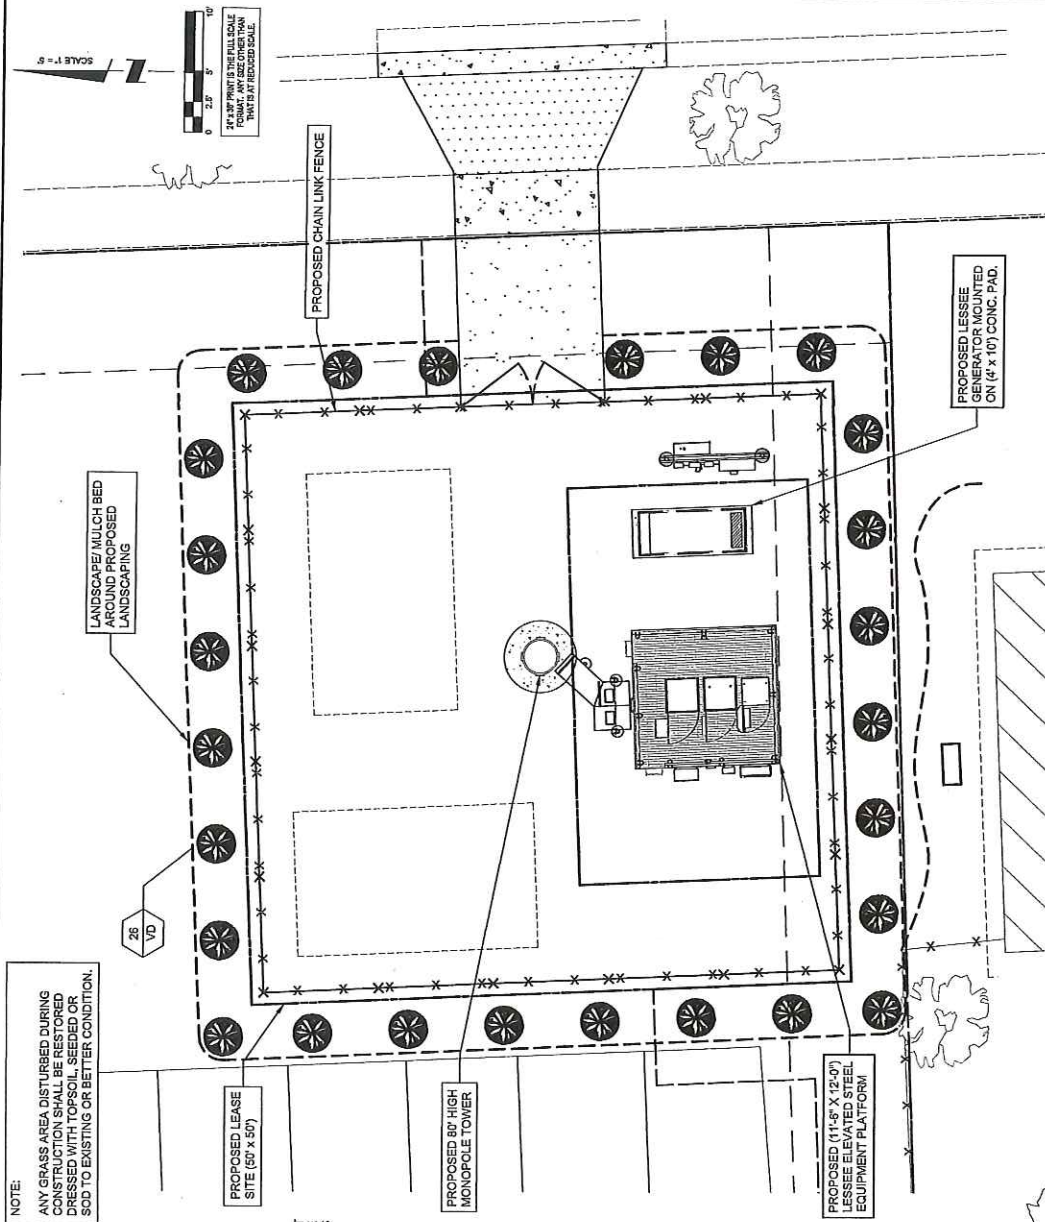 NOTE:
ANY GRASS AREA DISTURBED DURING
CONSTRUCTION SHALL BE RESTORED
DRESSED WITH TOPSOIL, SEEDED OR
SOD TO EXISTING OR BETTER CONDITION.
26
VD
LANDSCAPE/ MULCH BED
AROUND PROPOSED
LANDSCAPING
PROPOSED CHAIN LINK FENCE
SCALE 1" = 5'
0 2.5' 5' 10'
24" x 36" PRINT IS THE FULL SCALE
FORMAT. ANY SIZE OTHER THAN
THAT IS AT REDUCED SCALE.
PROPOSED LEASE
SITE (50' x 50')
PROPOSED 80' HIGH
MONOPOLE TOWER
PROPOSED (11'-6" X 12'-0")
LESSEE ELEVATED STEEL
EQUIPMENT PLATFORM
PROPOSED LESSEE
GENERATOR MOUNTED
ON (4' x 10') CONC. PAD.